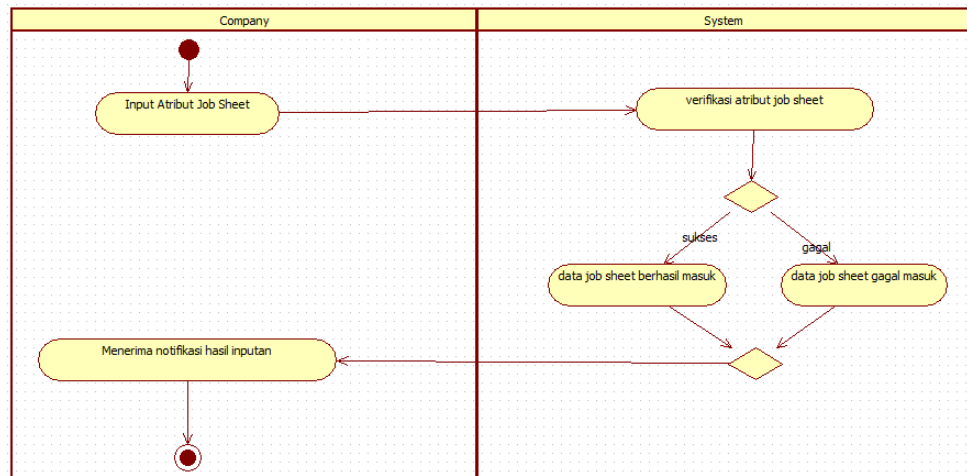 Company
System
Input Atribut Job Sheet
verifikasi atribut job sheet
sukses
gagal
data job sheet berhasil masuk
data job sheet gagal masuk
Menerima notifikasi hasil inputan